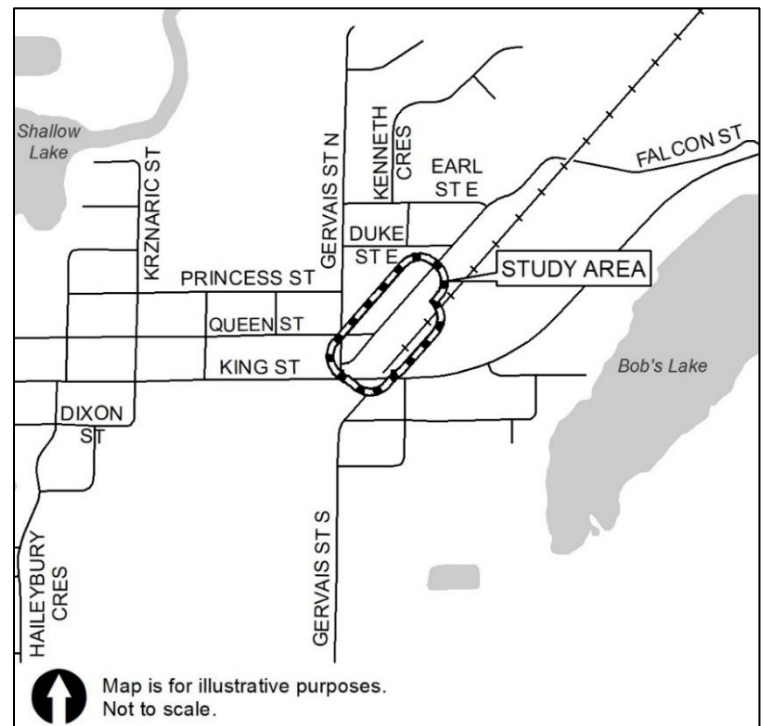 Shallow
Lake
KRZNARIC ST
GERVAIS ST N
KENNETH
CRES
EARL
ST E
FALCON ST
DUKE
ST E
STUDY AREA
PRINCESS ST
QUEEN ST
KING ST
Bob's Lake
DIXON
ST
HAILEYBURY
CRES
GERVAIS ST S
Map is for illustrative purposes.
Not to scale.